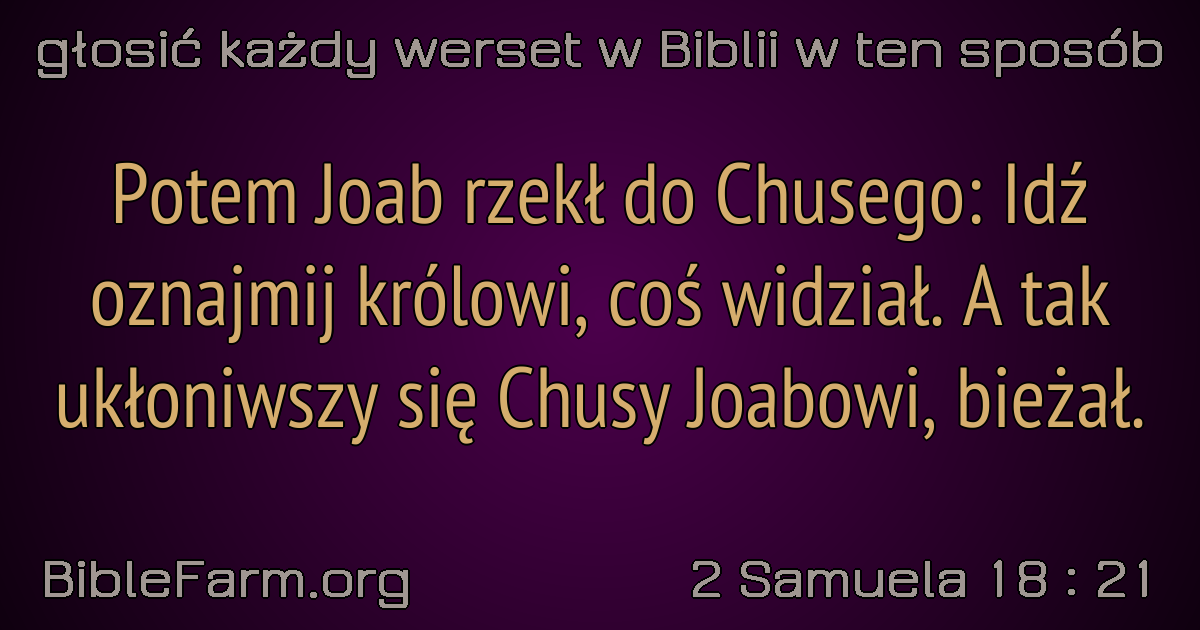 głosić każdy werset w Biblii w ten sposób
Potem Joab rzekł do Chusego: Idź
oznajmij królowi, coś widział. A tak
ukłoniwszy się Chusy Joabowi, bieżał.
BibleFarm.org
2 Samuela 18 : 21